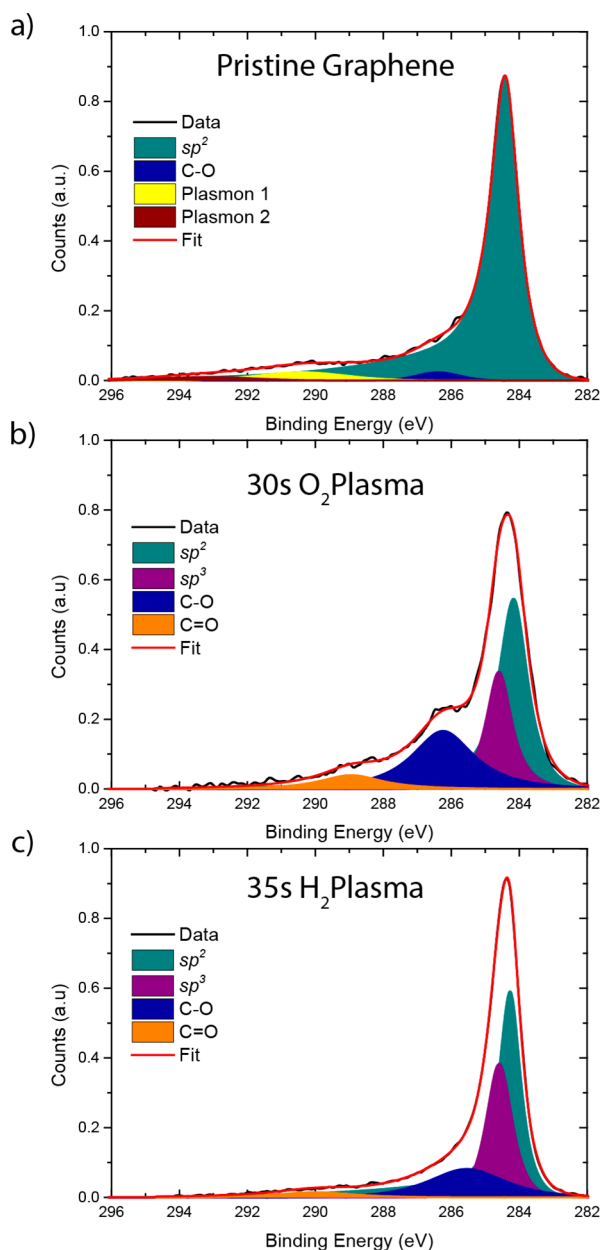 a)
Pristine Graphene
Counts (a.u.)
1.0
0.8
0.6
0.4
0.2
0.0
Data
sp²
C-O
Plasmon 1
Plasmon 2
Fit
296 294 292 290 288 286 284 282
Binding Energy (eV)
b)
30s O₂Plasma
Counts (a.u)
1.0
0.8
0.6
0.4
0.2
0.0
Data
sp²
sp³
C-O
C=O
Fit
296 294 292 290 288 286 284 282
Binding Energy (eV)
c)
35s H₂Plasma
Counts (a.u)
1.0
0.8
0.6
0.4
0.2
0.0
Data
sp²
sp³
C-O
C=O
Fit
296 294 292 290 288 286 284 282
Binding Energy (eV)